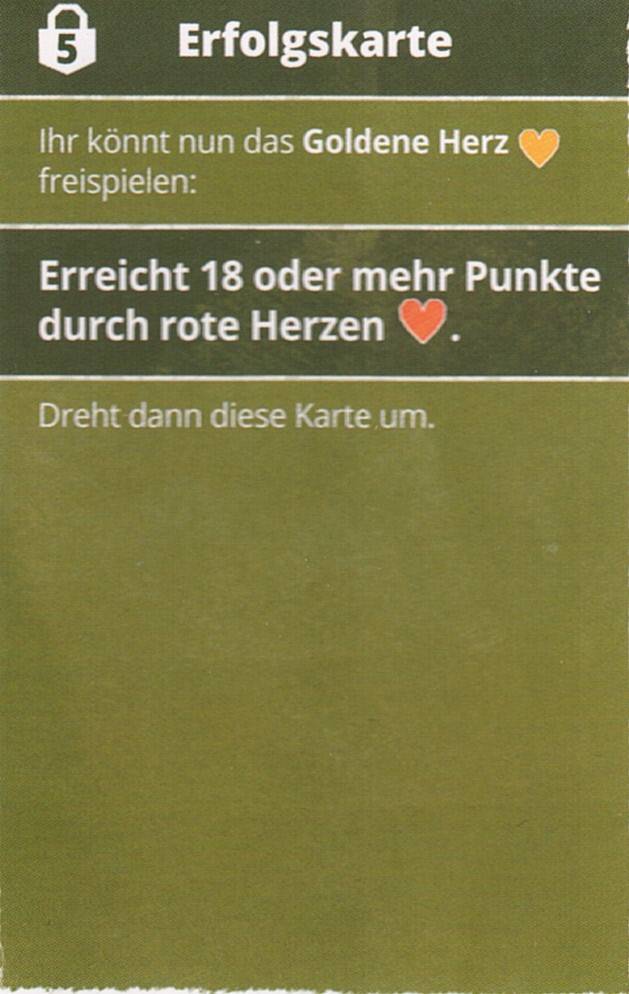 5 Erfolgskarte
Ihr könnt nun das Goldene Herz 🧡
freispielen:
Erreicht 18 oder mehr Punkte
durch rote Herzen ❤️.
Dreht dann diese Karte um.